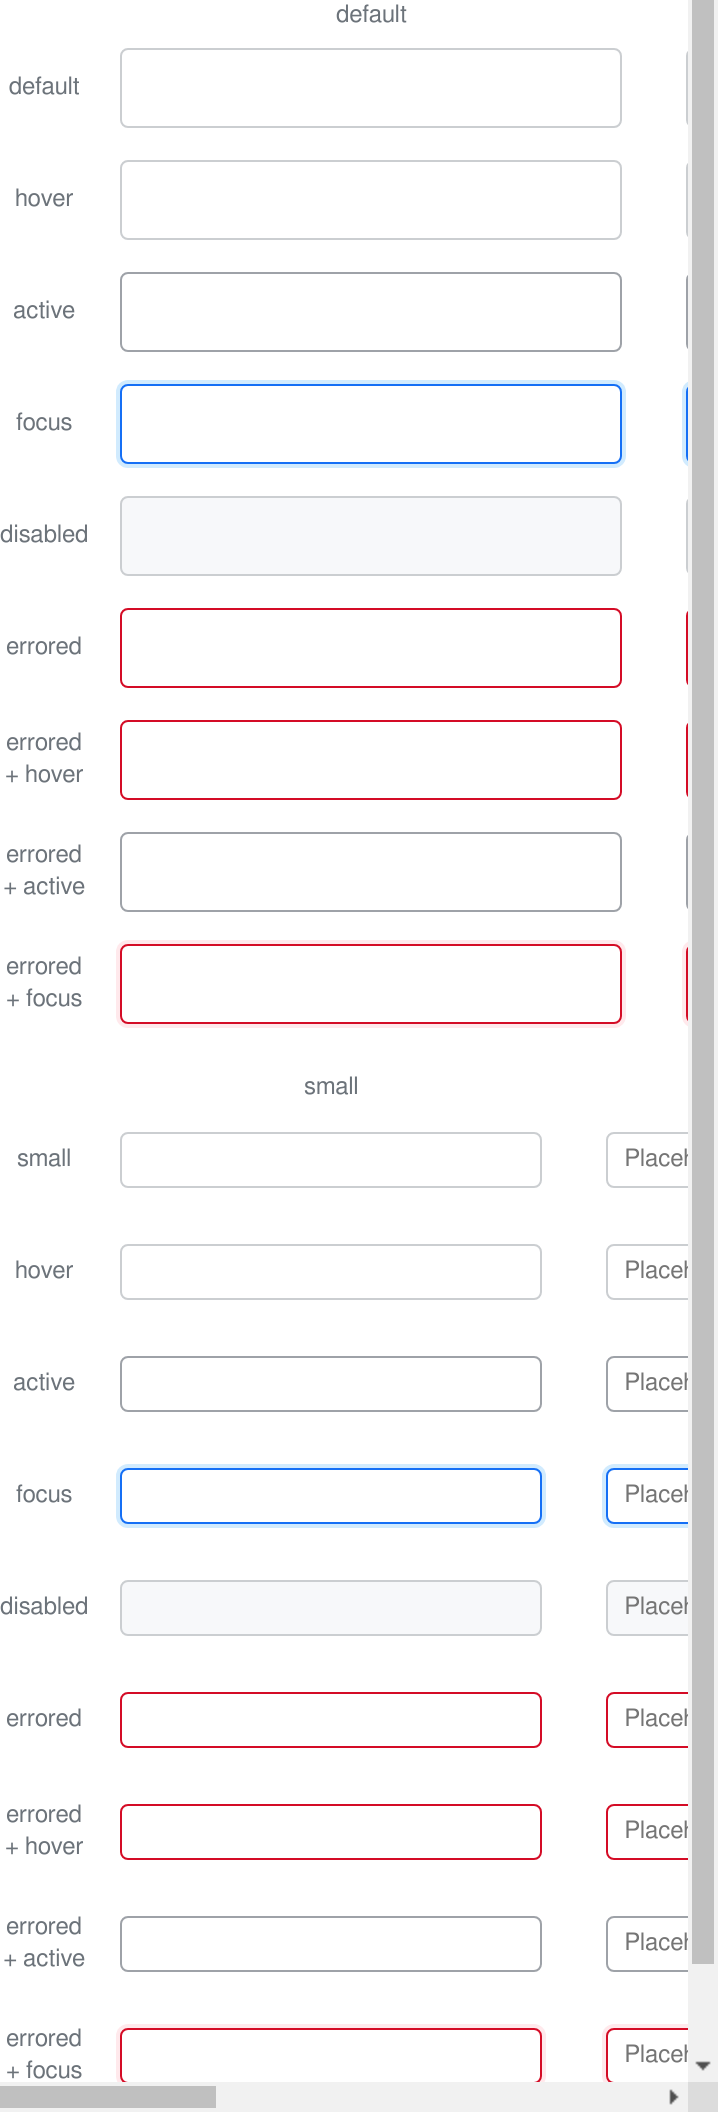 default
default
hover
active
focus
disabled
errored
errored
+ hover
errored
+ active
errored
+ focus
small
small
Placeh
hover
Placeh
active
Placeh
focus
Placeh
disabled
Placeh
errored
Placeh
errored
+ hover
Placeh
errored
+ active
Placeh
errored
+ focus
Placeh